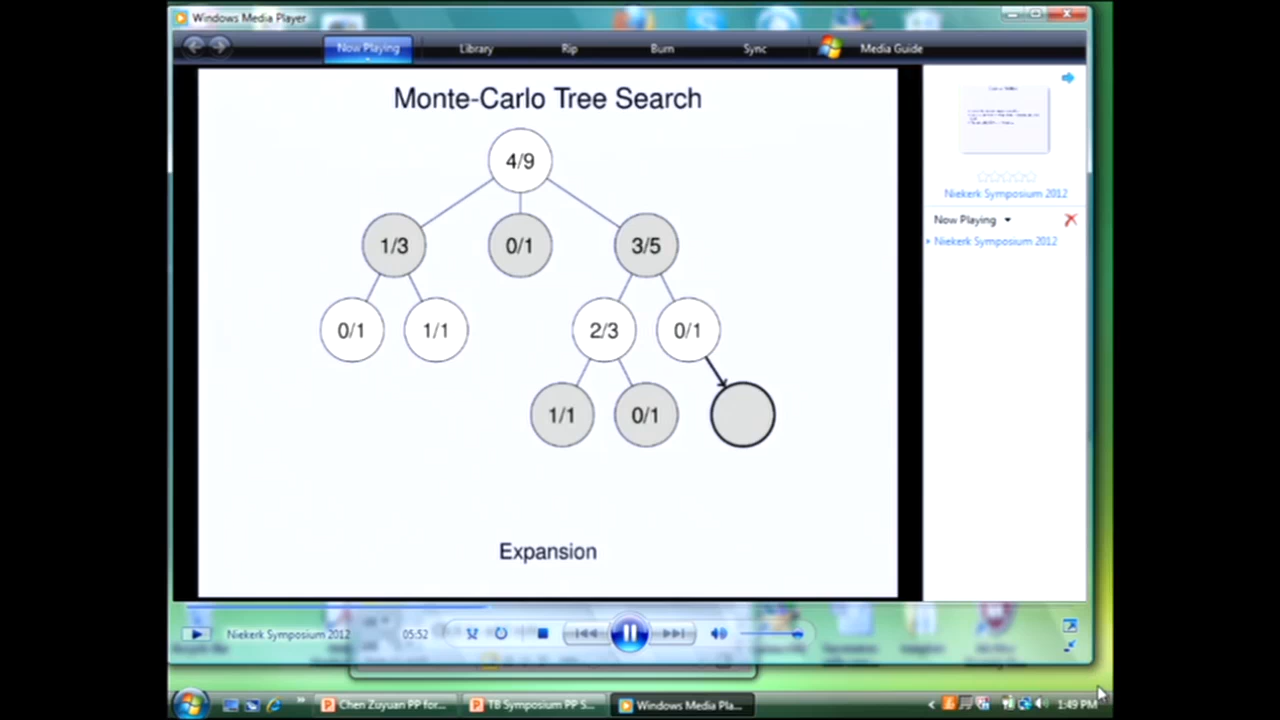 Windows Media Player
Now Playing
Library
Rip
Burn
Sync
Media Guide
Monte-Carlo Tree Search
4/9
1/3
0/1
3/5
0/1
1/1
2/3
0/1
1/1
0/1
Expansion
Niekerk Symposium 2012
Now Playing
Niekerk Symposium 2012
Niekerk Symposium 2012
05:52
Chen Zuyuan PP for...
TB Symposium PP S...
Windows Media Pla...
1:49 PM